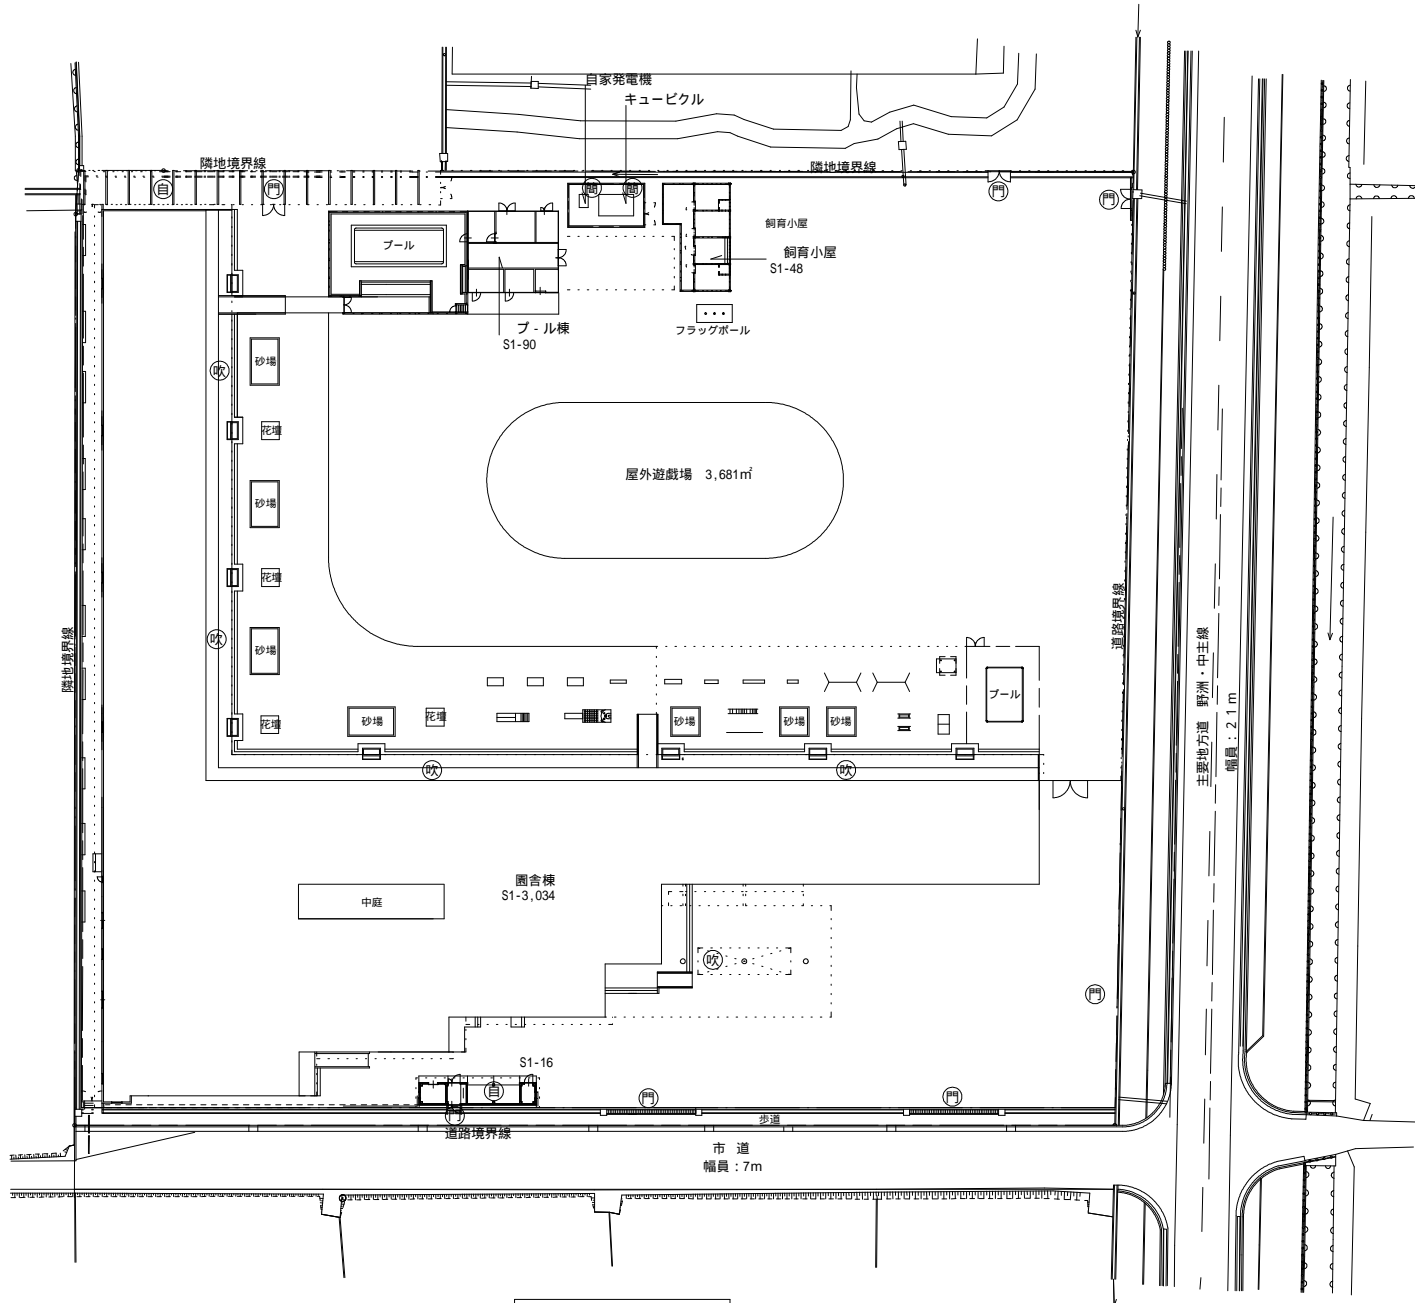 自家発電機
キュービクル
隣地境界線
隣地境界線
自
門
門
門
プール
飼育小屋
飼育小屋
S1-48
フラッグポール
プ-ル棟
S1-90
砂場
吹
花壇
屋外遊戯場 3,681㎡
砂場
花壇
道路境界線
隣地境界線
吹
砂場
主要地方道 野洲・中主線
幅員：21m
プール
花壇
砂場
花壇
砂場
砂場
砂場
吹
吹
園舎棟
S1-3,034
中庭
吹
門
S1-16
自
門
門
門
歩道
道路境界線
市 道
幅員：7m